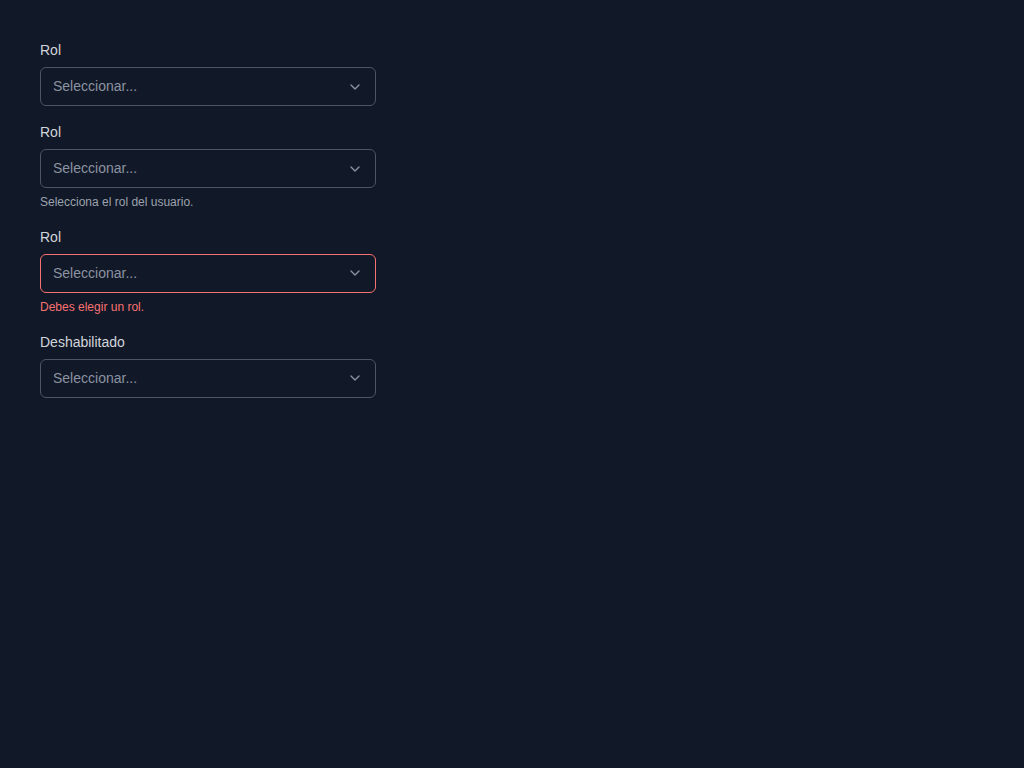 Rol
Seleccionar...
Rol
Seleccionar...
Selecciona el rol del usuario.
Rol
Seleccionar...
Debes elegir un rol.
Deshabilitado
Seleccionar...